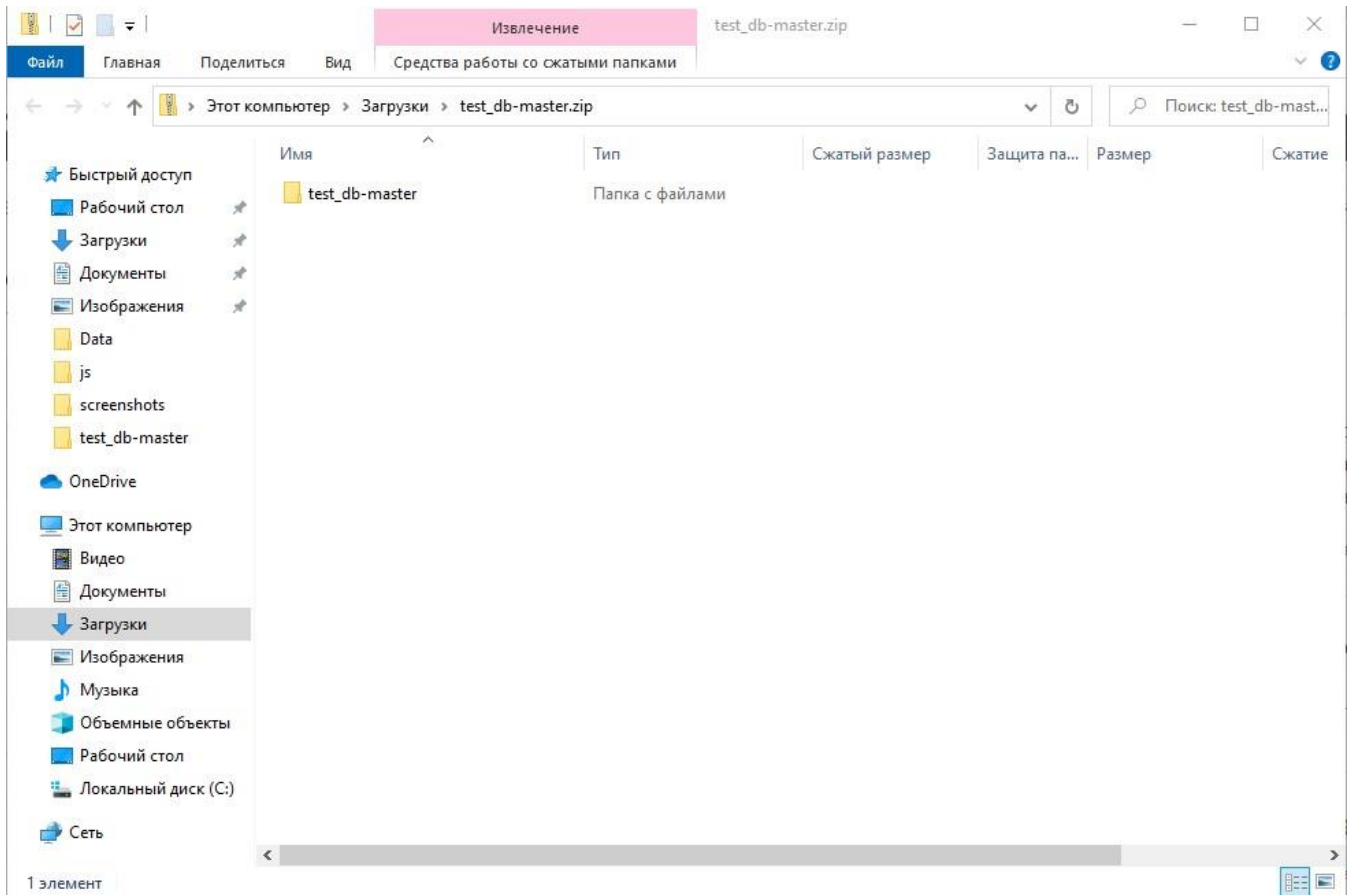 Извлечение
test_db-master.zip
Файл Главная Поделиться Вид Средства работы со сжатыми папками
Этот компьютер Загрузки test_db-master.zip
Поиск: test_db-mast...
Имя Тип Сжатый размер Защита па... Размер Сжатие
test_db-master Папка с файлами
Быстрый доступ
Рабочий стол
Загрузки
Документы
Изображения
Data
js
screenshots
test_db-master
OneDrive
Этот компьютер
Видео
Документы
Загрузки
Изображения
Музыка
Объемные объекты
Рабочий стол
Локальный диск (C:)
Сеть
1 элемент